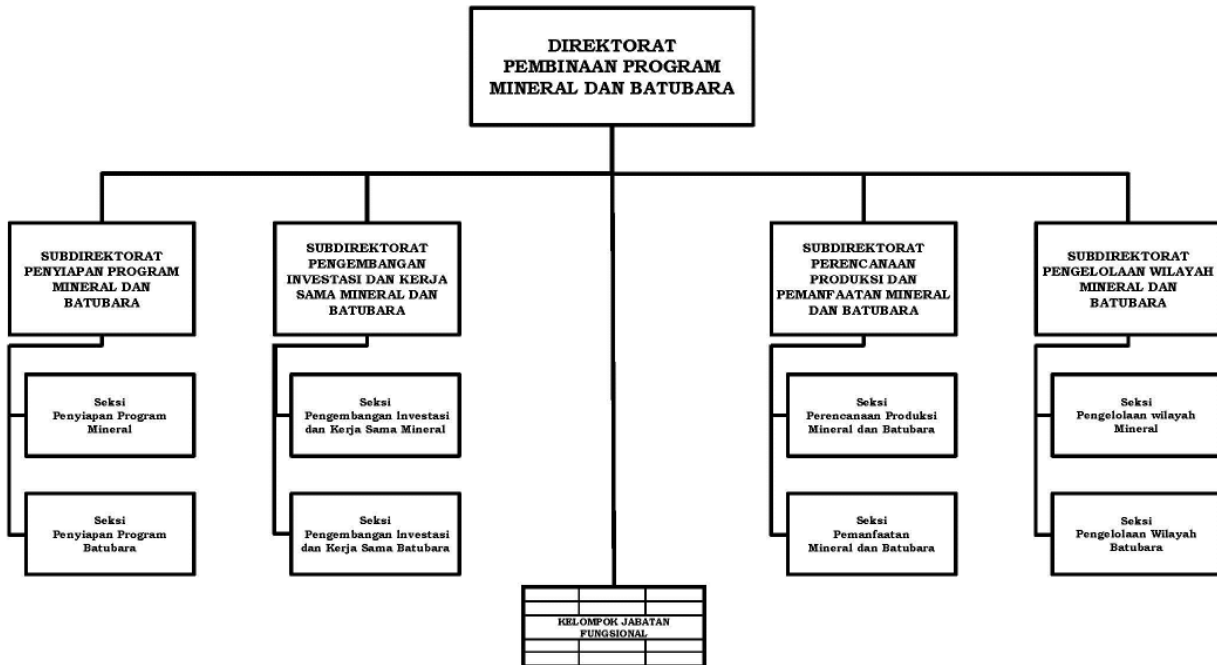 DIREKTORAT
PEMBINAAN PROGRAM
MINERAL DAN BATUBARA
SUBDIREKTORAT
PENYIAPAN PROGRAM
MINERAL DAN
BATUBARA
SUBDIREKTORAT
PENGEMBANGAN
INVESTASI DAN KERJA
SAMA MINERAL DAN
BATUBARA
SUBDIREKTORAT
PERENCANAAN
PRODUKSI DAN
PEMANFAATAN MINERAL
DAN BATUBARA
SUBDIREKTORAT
PENGELOLAAN WILAYAH
MINERAL DAN
BATUBARA
Seksi
Penyiapan Program
Mineral
Seksi
Pengembangan Investasi
dan Kerja Sama Mineral
Seksi
Perencanaan Produksi
Mineral dan Batubara
Seksi
Pengelolaan wilayah
Mineral
Seksi
Penyiapan Program
Batubara
Seksi
Pengembangan Investasi
dan Kerja Sama Batubara
Seksi
Pemanfaatan
Mineral dan Batubara
Seksi
Pengelolaan Wilayah
Batubara
KELOMPOK JABATAN
FUNGSIONAL